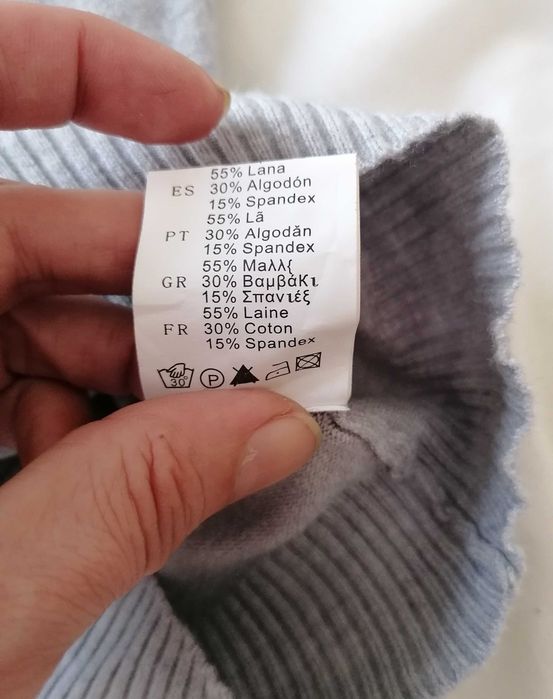 55% Lana
ES 30% Algodón
15% Spandex
55% Lã
PT 30% Algodăn
15% Spandex
55% Μαλλ{
GR 30% ΒαμβάΚι
15% Σπανιέξ
55% Laine
FR 30% Coton
15% Spandex
30° P